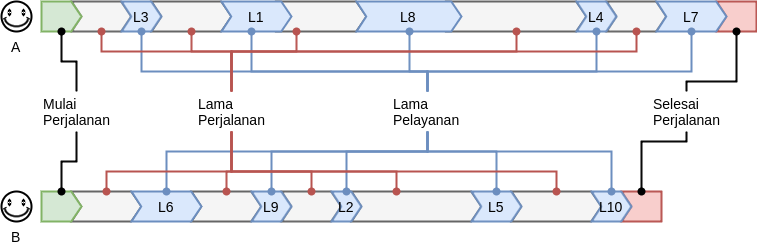 L3 L1 L8 L4 L7
A
Mulai Perjalanan
Lama Perjalanan
Lama Pelayanan
Selesai Perjalanan
L6 L9 L2 L5 L10
B